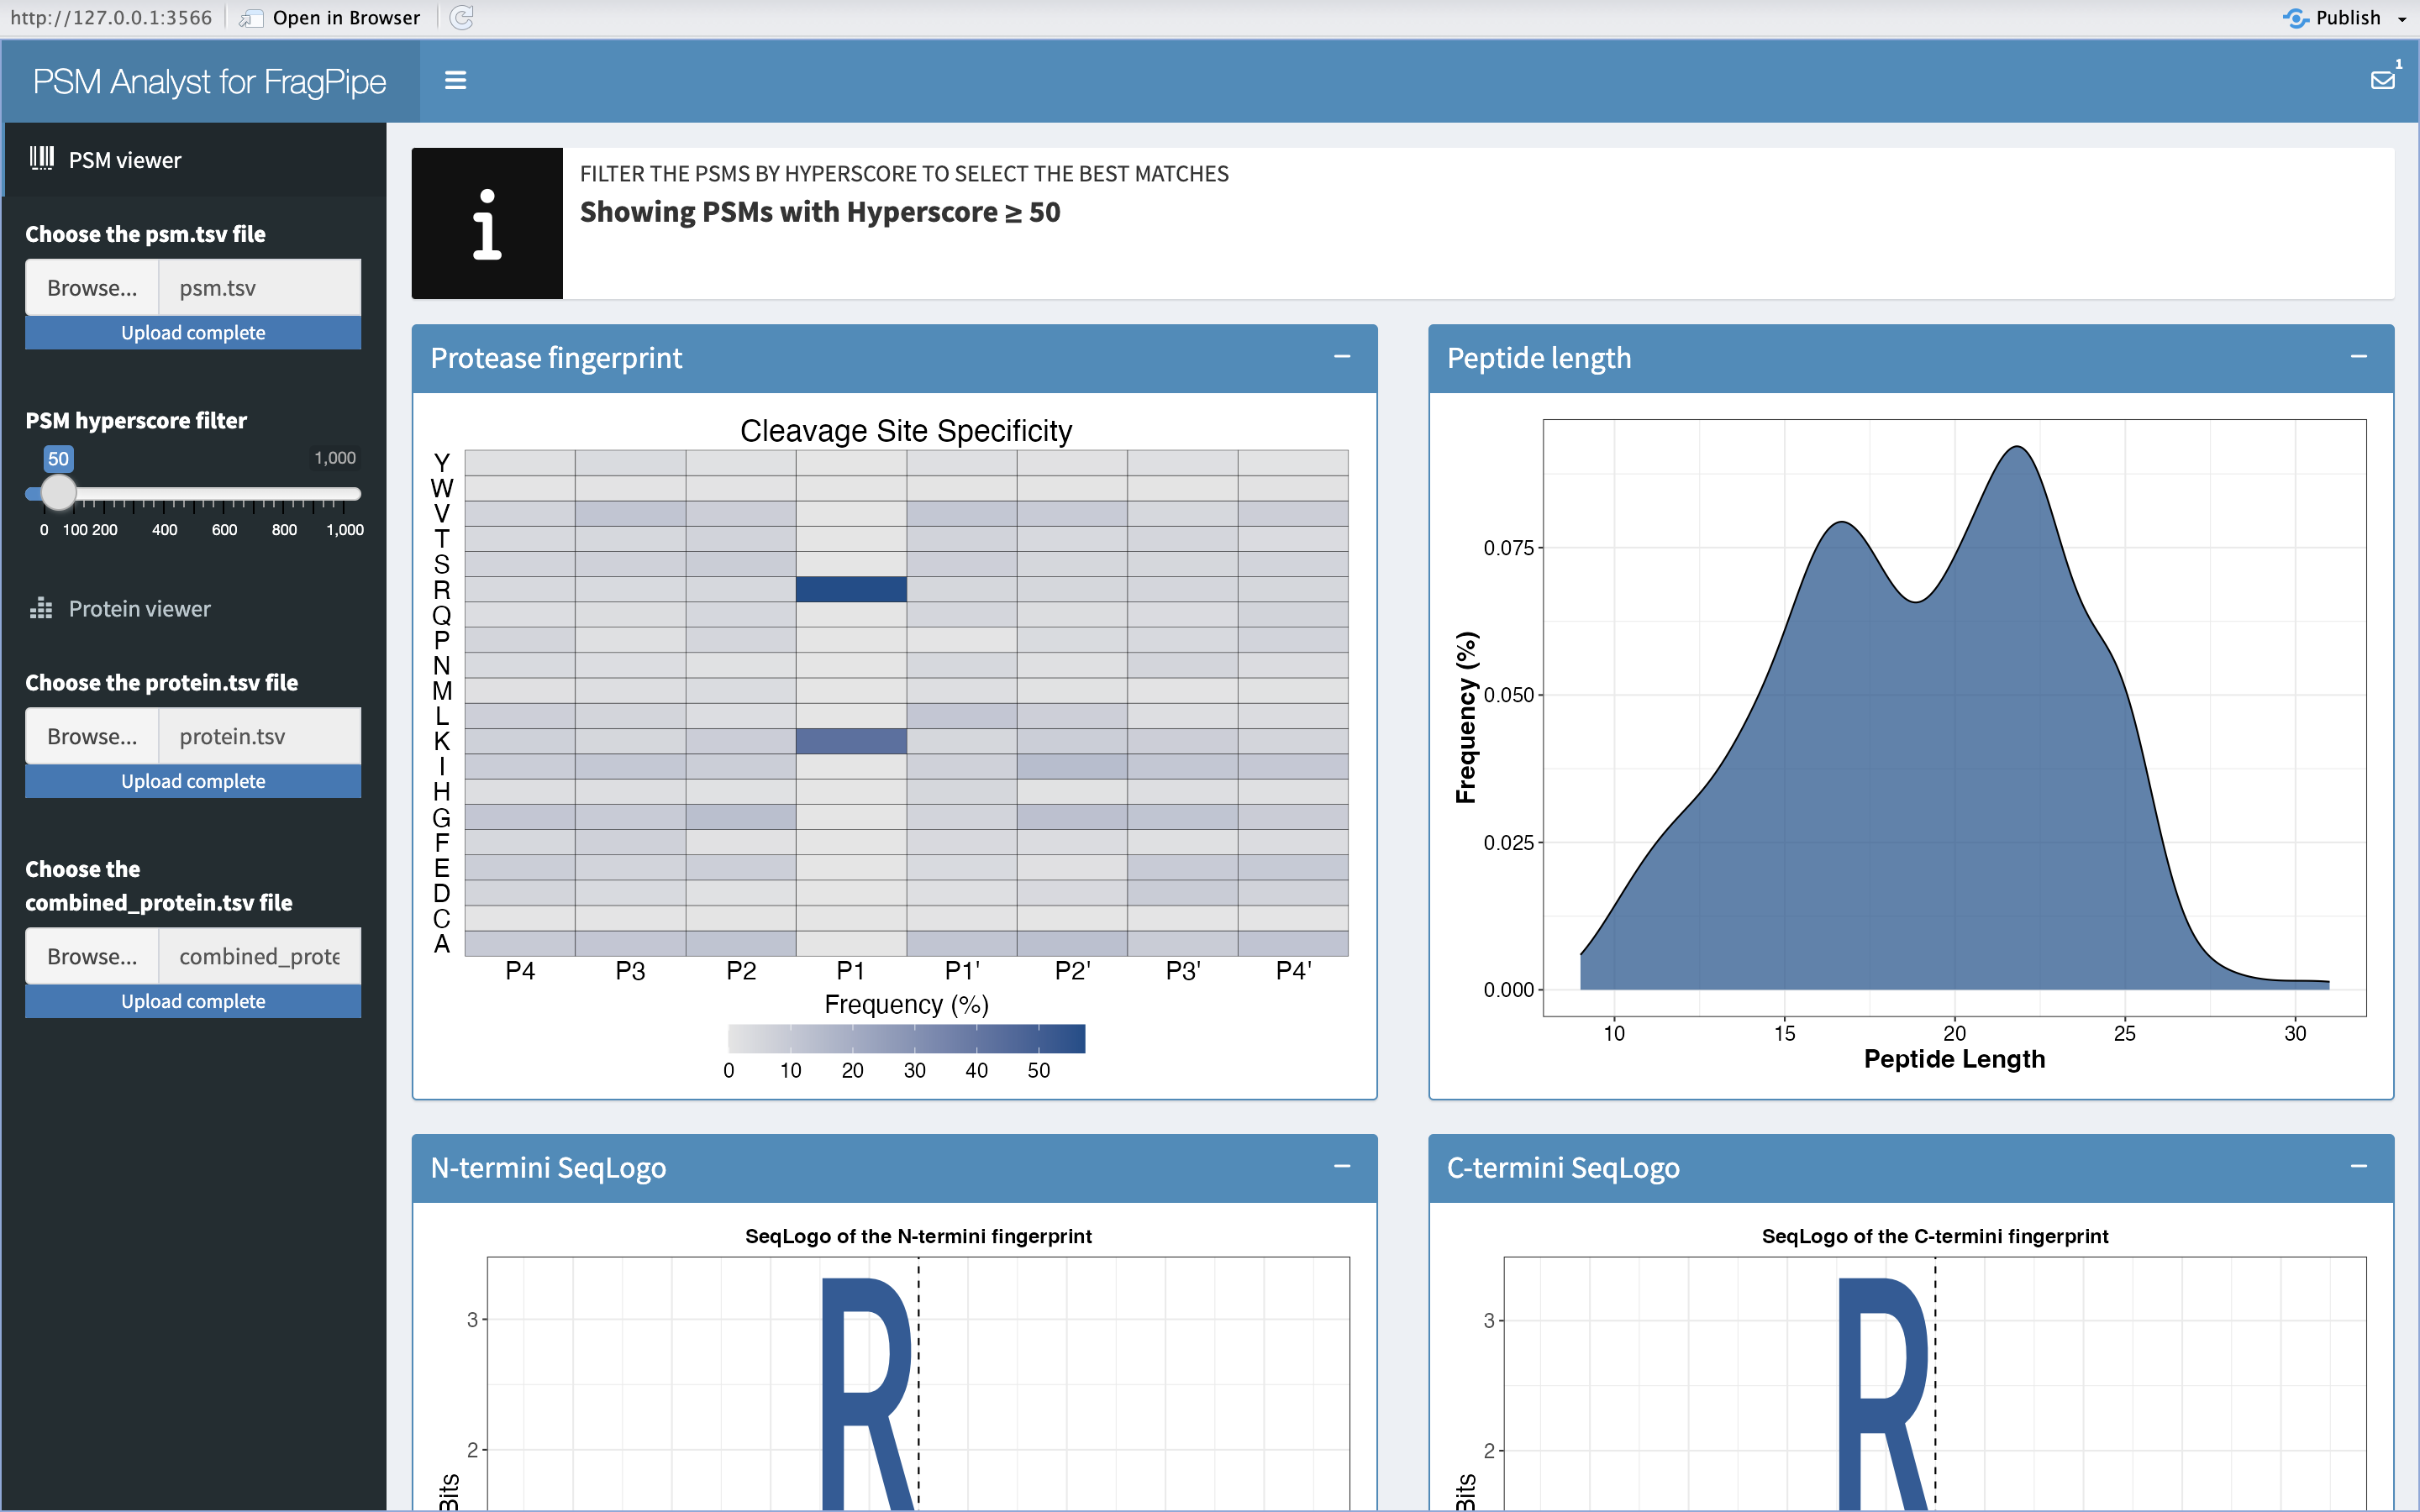 http://127.0.0.1:3566 Open in Browser Publish
PSM Analyst for FragPipe 1
PSM viewer
Choose the psm.tsv file
Browse... psm.tsv
Upload complete
PSM hyperscore filter
50 1,000
0 100 200 400 600 800 1,000
Protein viewer
Choose the protein.tsv file
Browse... protein.tsv
Upload complete
Choose the
combined_protein.tsv file
Browse... combined_prote
Upload complete
FILTER THE PSMS BY HYPERSCORE TO SELECT THE BEST MATCHES
Showing PSMs with Hyperscore ≥ 50
Protease fingerprint
Cleavage Site Specificity
Y
W
V
T
S
R
Q
P
N
M
L
K
I
H
G
F
E
D
C
A
P4 P3 P2 P1 P1' P2' P3' P4'
Frequency (%)
0 10 20 30 40 50
Peptide length
Frequency (%)
0.075
0.050
0.025
0.000
10 15 20 25 30
Peptide Length
N-termini SeqLogo
SeqLogo of the N-termini fingerprint
3
2
Bits
R
C-termini SeqLogo
SeqLogo of the C-termini fingerprint
3
2
Bits
R